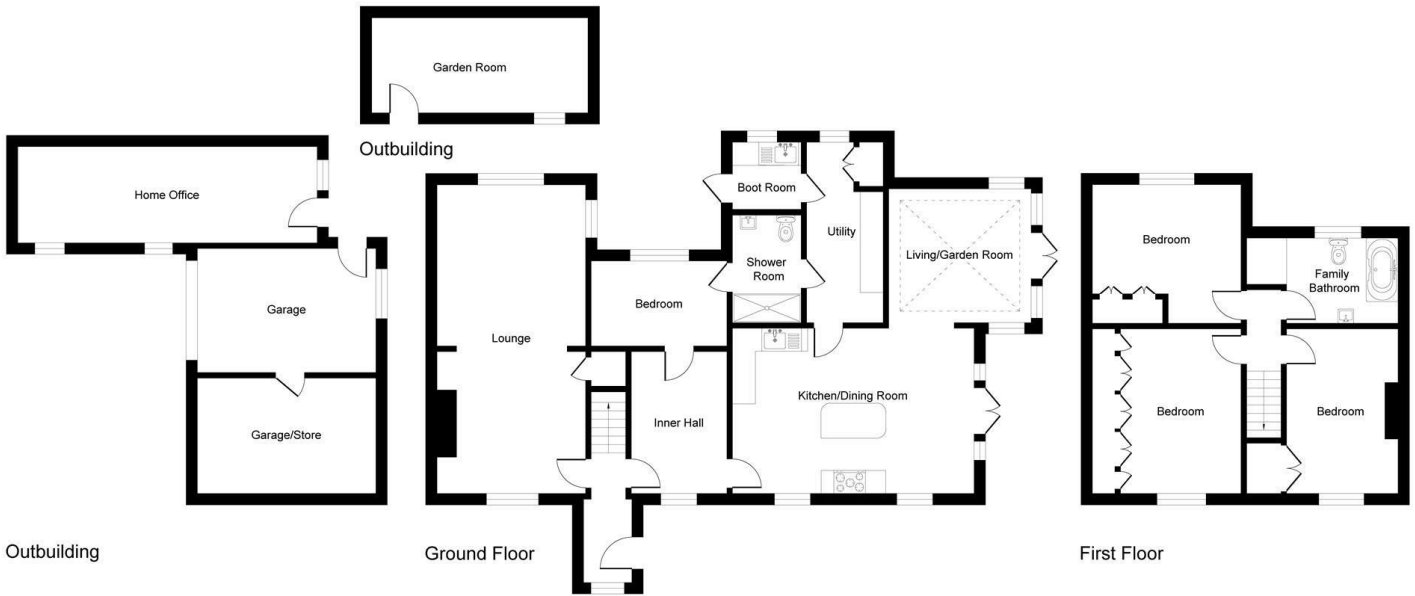 Garden Room
Outbuilding
Home Office
Garage
Garage/Store
Outbuilding
Boot Room
Utility
Shower
Room
Living/Garden Room
Bedroom
Lounge
Kitchen/Dining Room
Inner Hall
Ground Floor
Bedroom
Family
Bathroom
Bedroom
Bedroom
First Floor